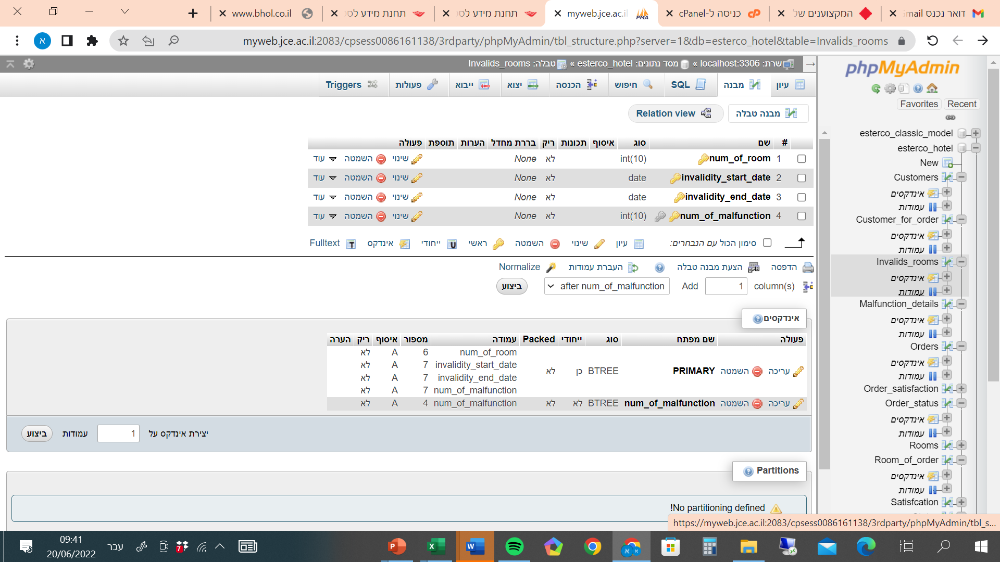 www.bhol.co.il
תחנת מידע לסט
תחנת מידע לסט
myweb.jce.ac.il
כניסה ל-cPanel
המקצוענים של
דואר נכנס
myweb.jce.ac.il:2083/cpsess0086161138/3rdparty/phpMyAdmin/tbl_structure.php?server=1&db=esterco_hotel&table=Invalids_rooms
שרת: localhost:3306 » מסד נתונים: esterco_hotel » טבלה: Invalids_rooms
עיון מבנה SQL חיפוש הכנסה יצוא ייבוא פעולות Triggers
מבנה טבלה Relation view
# שם סוג איסוף תכונות ריק בררת מחדל הערות תוספת פעולה
1 num_of_room int(10) לא None שינוי השמטה עוד
2 invalidity_start_date date לא None שינוי השמטה עוד
3 invalidity_end_date date לא None שינוי השמטה עוד
4 num_of_malfunction int(10) לא None שינוי השמטה עוד
סימון הכול עם הנבחרים: עיון שינוי השמטה ראשי ייחודי אינדקס Fulltext
הדפסה הצעת מבנה טבלה העברת עמודות Normalize
column(s) 1 Add after num_of_malfunction ביצוע
אינדקסים
פעולה שם מפתח סוג ייחודי Packed עמודה מספור איסוף ריק הערה
עריכה השמטה PRIMARY BTREE כן לא num_of_room 6 A לא
invalidity_start_date 7 A לא
invalidity_end_date 7 A לא
num_of_malfunction 7 A לא
עריכה השמטה num_of_malfunction BTREE לא לא num_of_malfunction 4 A לא
יצירת אינדקס על 1 עמודות ביצוע
Partitions
No partitioning defined!
https://myweb.jce.ac.il:2083/cpsess0086161138/3rdparty/phpMyAdmin/tbl_s...
phpMyAdmin
Recent Favorites
esterco_classic_model
esterco_hotel
New
Customers
אינדקסים
עמודות
Customer_for_order
אינדקסים
עמודות
Invalids_rooms
אינדקסים
עמודות
Malfunction_details
אינדקסים
עמודות
Orders
אינדקסים
עמודות
Order_satisfaction
Order_status
אינדקסים
עמודות
Rooms
Room_of_order
אינדקסים
עמודות
Satisfcation
עבר
09:41
20/06/2022